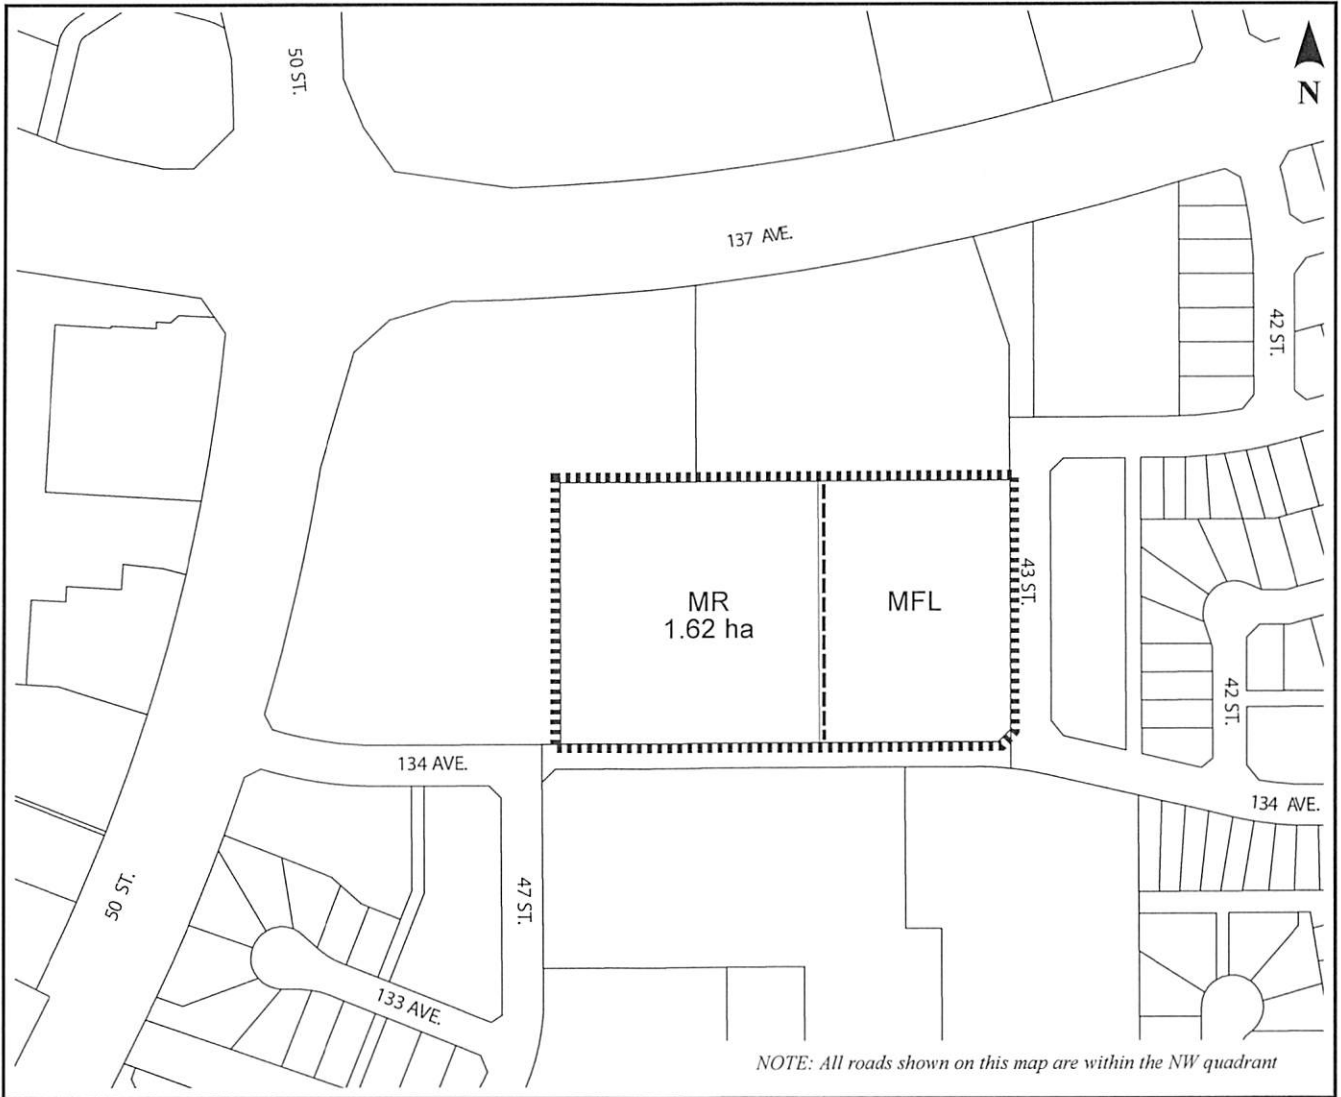 50 ST.
N
137 AVE.
42 ST.
43 ST.
MR
1.62 ha
MFL
42 ST.
134 AVE.
134 AVE.
47 ST.
50 ST.
133 AVE.
NOTE: All roads shown on this map are within the NW quadrant